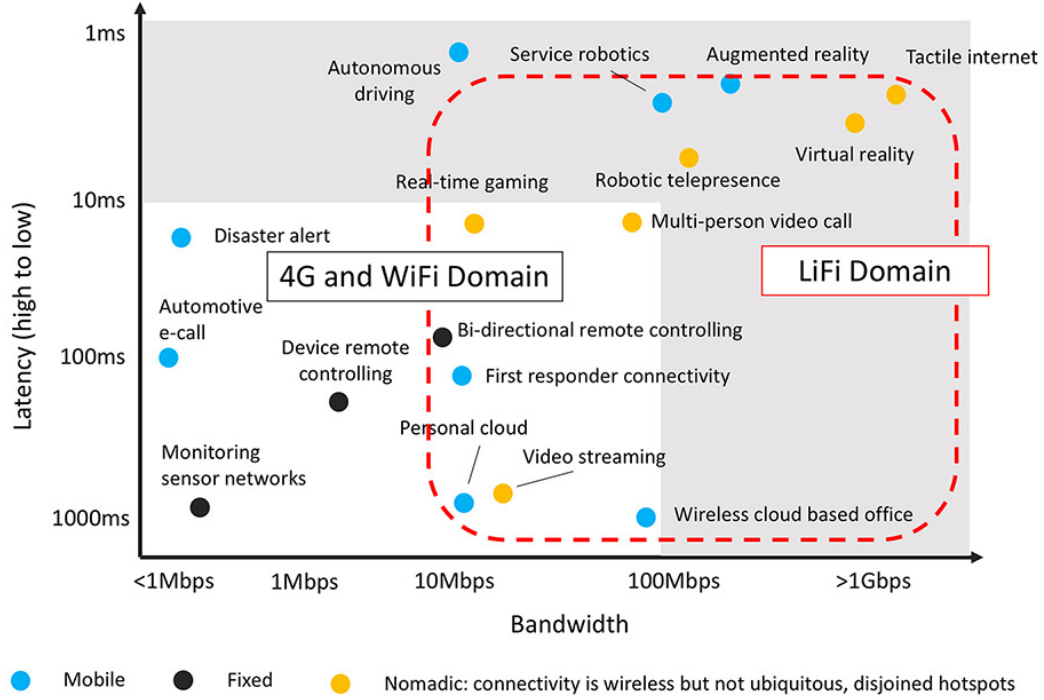 1ms
Autonomous
driving
Service robotics
Augmented reality
Tactile internet
Virtual reality
Real-time gaming
Robotic telepresence
10ms
Disaster alert
Multi-person video call
4G and WiFi Domain
LiFi Domain
Automotive
e-call
Bi-directional remote controlling
100ms
Device remote
controlling
First responder connectivity
Personal cloud
Monitoring
sensor networks
Video streaming
1000ms
Wireless cloud based office
Latency (high to low)
<1Mbps
1Mbps
10Mbps
100Mbps
>1Gbps
Bandwidth
Mobile
Fixed
Nomadic: connectivity is wireless but not ubiquitous, disjoined hotspots